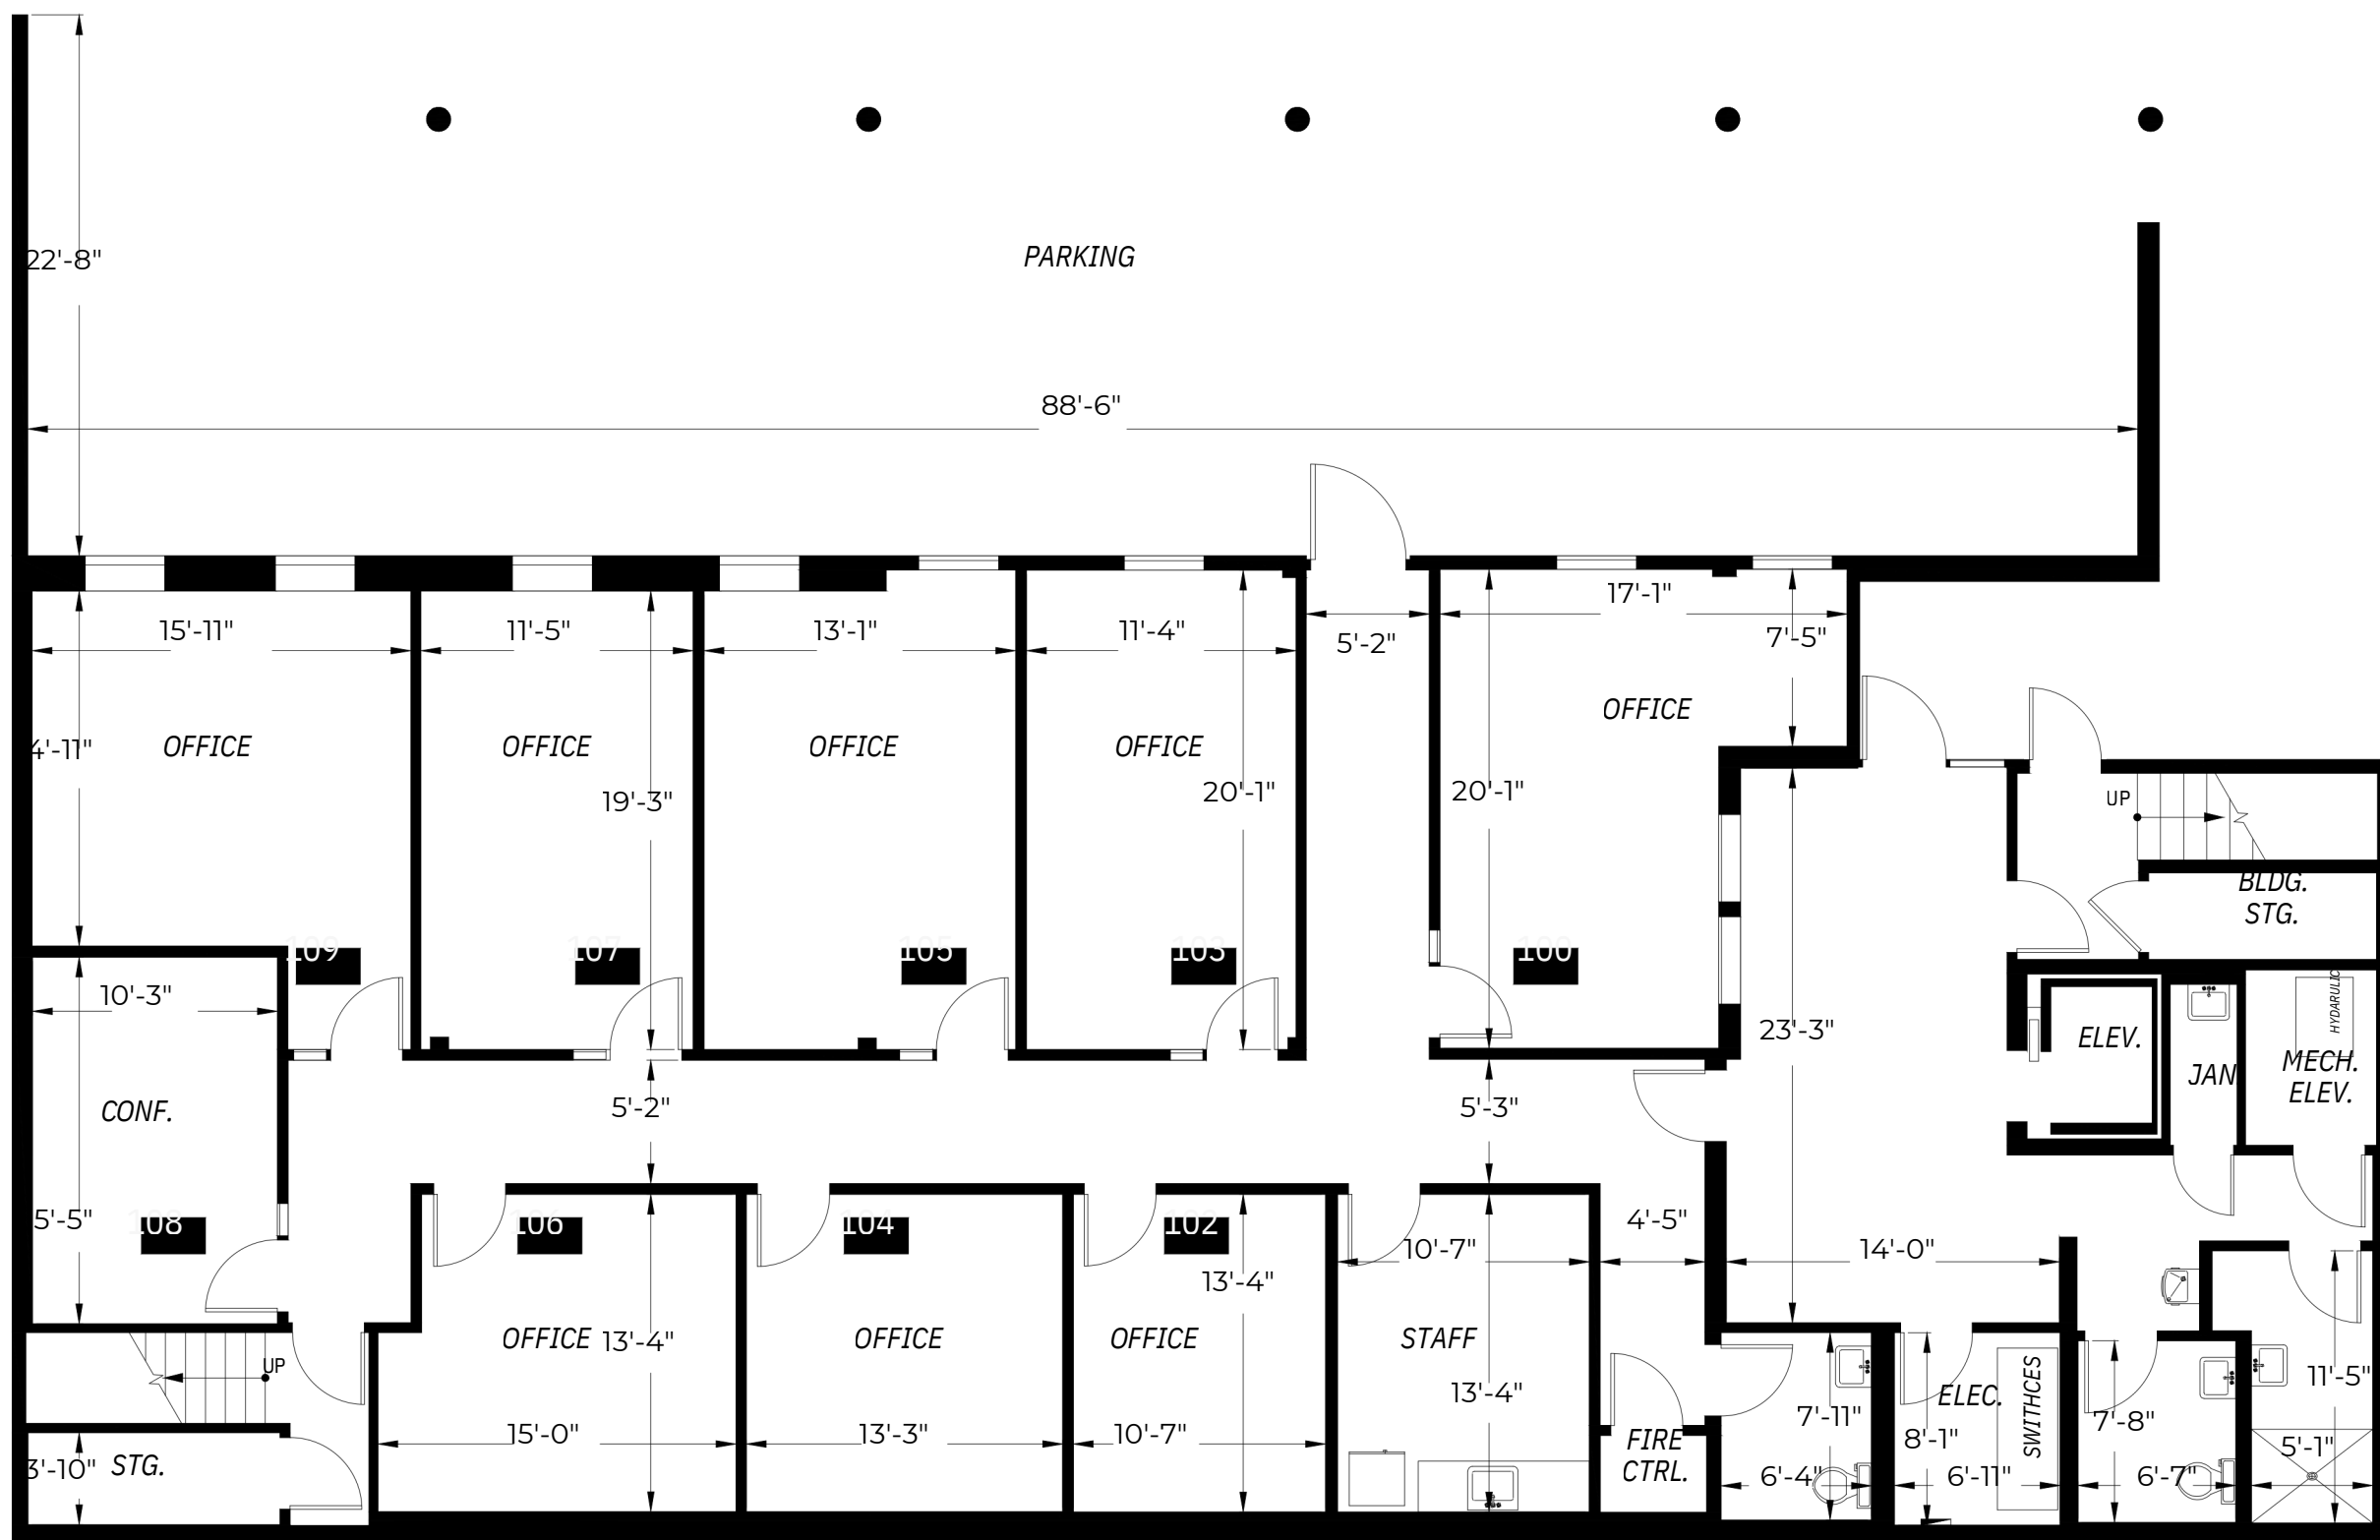 22'-8"
PARKING
88'-6"
15'-11"
11'-5"
13'-1"
11'-4"
5'-2"
17'-1"
7'-5"
4'-11"
OFFICE
OFFICE
OFFICE
OFFICE
OFFICE
19'-3"
20'-1"
20'-1"
UP
BLDG.
STG.
109
107
105
103
100
10'-3"
23'-3"
HYDARULIC
ELEV.
JAN
MECH.
ELEV.
CONF.
5'-2"
5'-3"
5'-5"
108
106
104
102
4'-5"
10'-7"
14'-0"
13'-4"
OFFICE
13'-4"
OFFICE
OFFICE
STAFF
UP
13'-4"
11'-5"
ELEC.
SWITHCES
7'-11"
8'-1"
7'-8"
15'-0"
13'-3"
10'-7"
FIRE
CTRL.
5'-1"
3'-10"
STG.
6'-4"
6'-11"
6'-7"